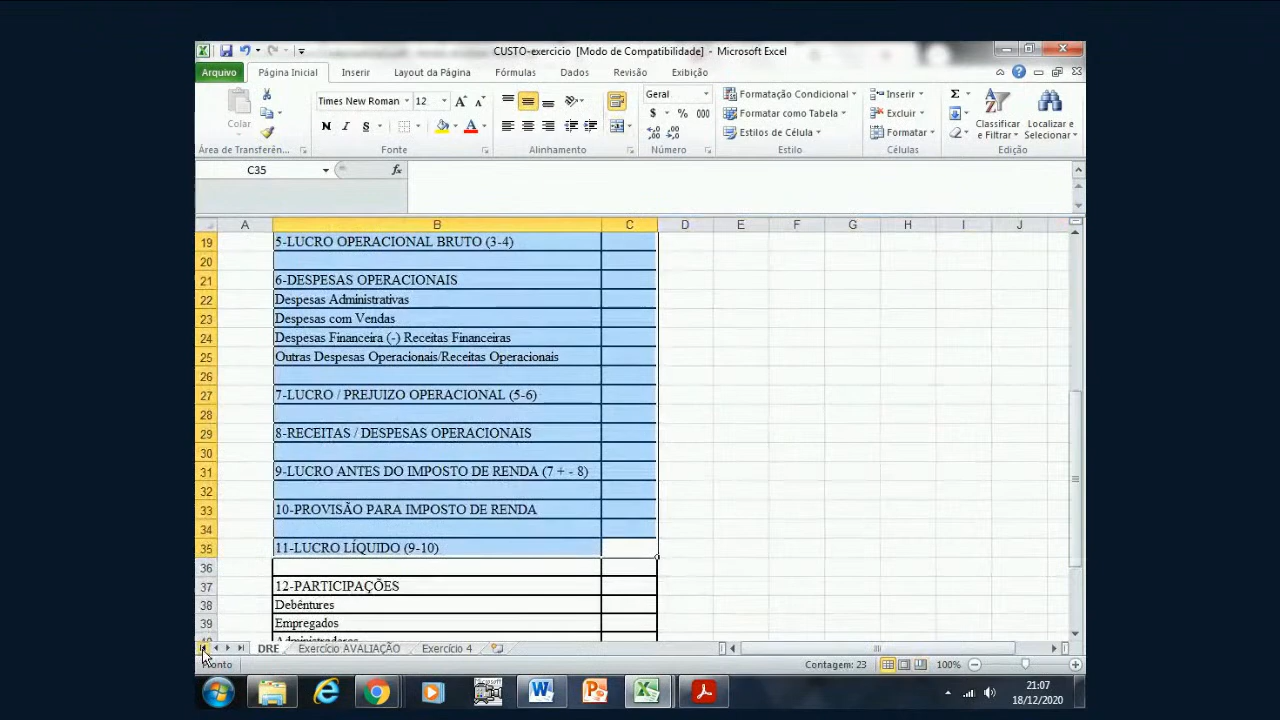 CUSTO-exercicio [Modo de Compatibilidade] - Microsoft Excel
Arquivo Página Inicial Inserir Layout da Página Fórmulas Dados Revisão Exibição
Colar
Times New Roman 12
N I S
Geral
$ % 000
Formatação Condicional
Formatar como Tabela
Estilos de Célula
Inserir
Excluir
Formatar
Σ
Classificar e Filtrar
Localizar e Selecionar
Área de Transferên... Fonte Alinhamento Número Estilo Células Edição
C35 fx
A B C D E F G H I J
19 5-LUCRO OPERACIONAL BRUTO (3-4)
20
21 6-DESPESAS OPERACIONAIS
22 Despesas Administrativas
23 Despesas com Vendas
24 Despesas Financeira (-) Receitas Financeiras
25 Outras Despesas Operacionais/Receitas Operacionais
26
27 7-LUCRO / PREJUIZO OPERACIONAL (5-6)
28
29 8-RECEITAS / DESPESAS OPERACIONAIS
30
31 9-LUCRO ANTES DO IMPOSTO DE RENDA (7 + - 8)
32
33 10-PROVISÃO PARA IMPOSTO DE RENDA
34
35 11-LUCRO LÍQUIDO (9-10)
36
37 12-PARTICIPAÇÕES
38 Debêntures
39 Empregados
40 Administradores
DRE Exercício AVALIAÇÃO Exercício 4
Pronto Contagem: 23 100%
21:07
18/12/2020